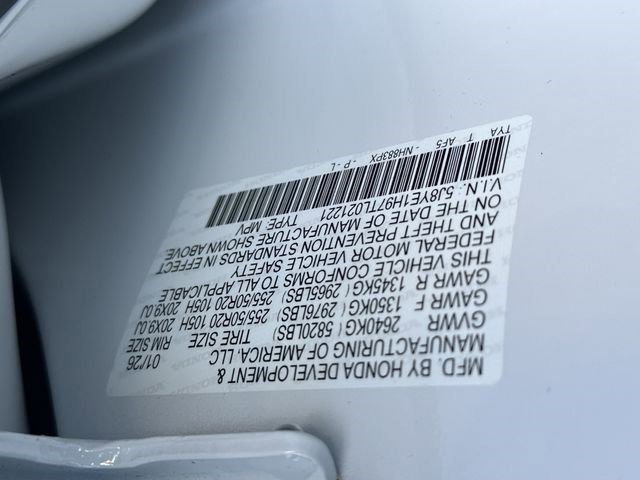 MFD. BY HONDA DEVELOPMENT &
MANUFACTURING OF AMERICA, LLC 01/26
GVWR 2640KG (5820LBS) TIRE SIZE RIM SIZE
GAWR F 1350KG (2976LBS) 255/50R20 105H 20X9.0J
GAWR R 1345KG (2965LBS) 255/50R20 105H 20X9.0J
THIS VEHICLE CONFORMS TO ALL APPLICABLE
FEDERAL MOTOR VEHICLE SAFETY
AND THEFT PREVENTION STANDARDS IN EFFECT
ON THE DATE OF MANUFACTURE SHOWN ABOVE.
V.I.N.: 5J8YE1H97TL021221 TYPE: MPV
TYA T AF5 NH883PX - P - L